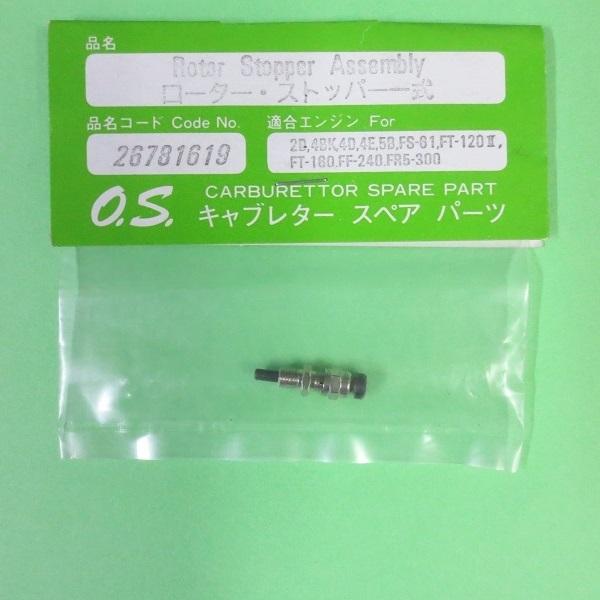 品名
Rotor Stopper Assembly
ローター・ストッパー一式
品名コード Code No. 適合エンジン For
26781619
2D,4BK,4D,4E,5B,FS-61,FT-120Ⅱ,
FT-160,FF-240,FR5-300
O.S. CARBURETTOR SPARE PART
キャブレター スペア パーツ